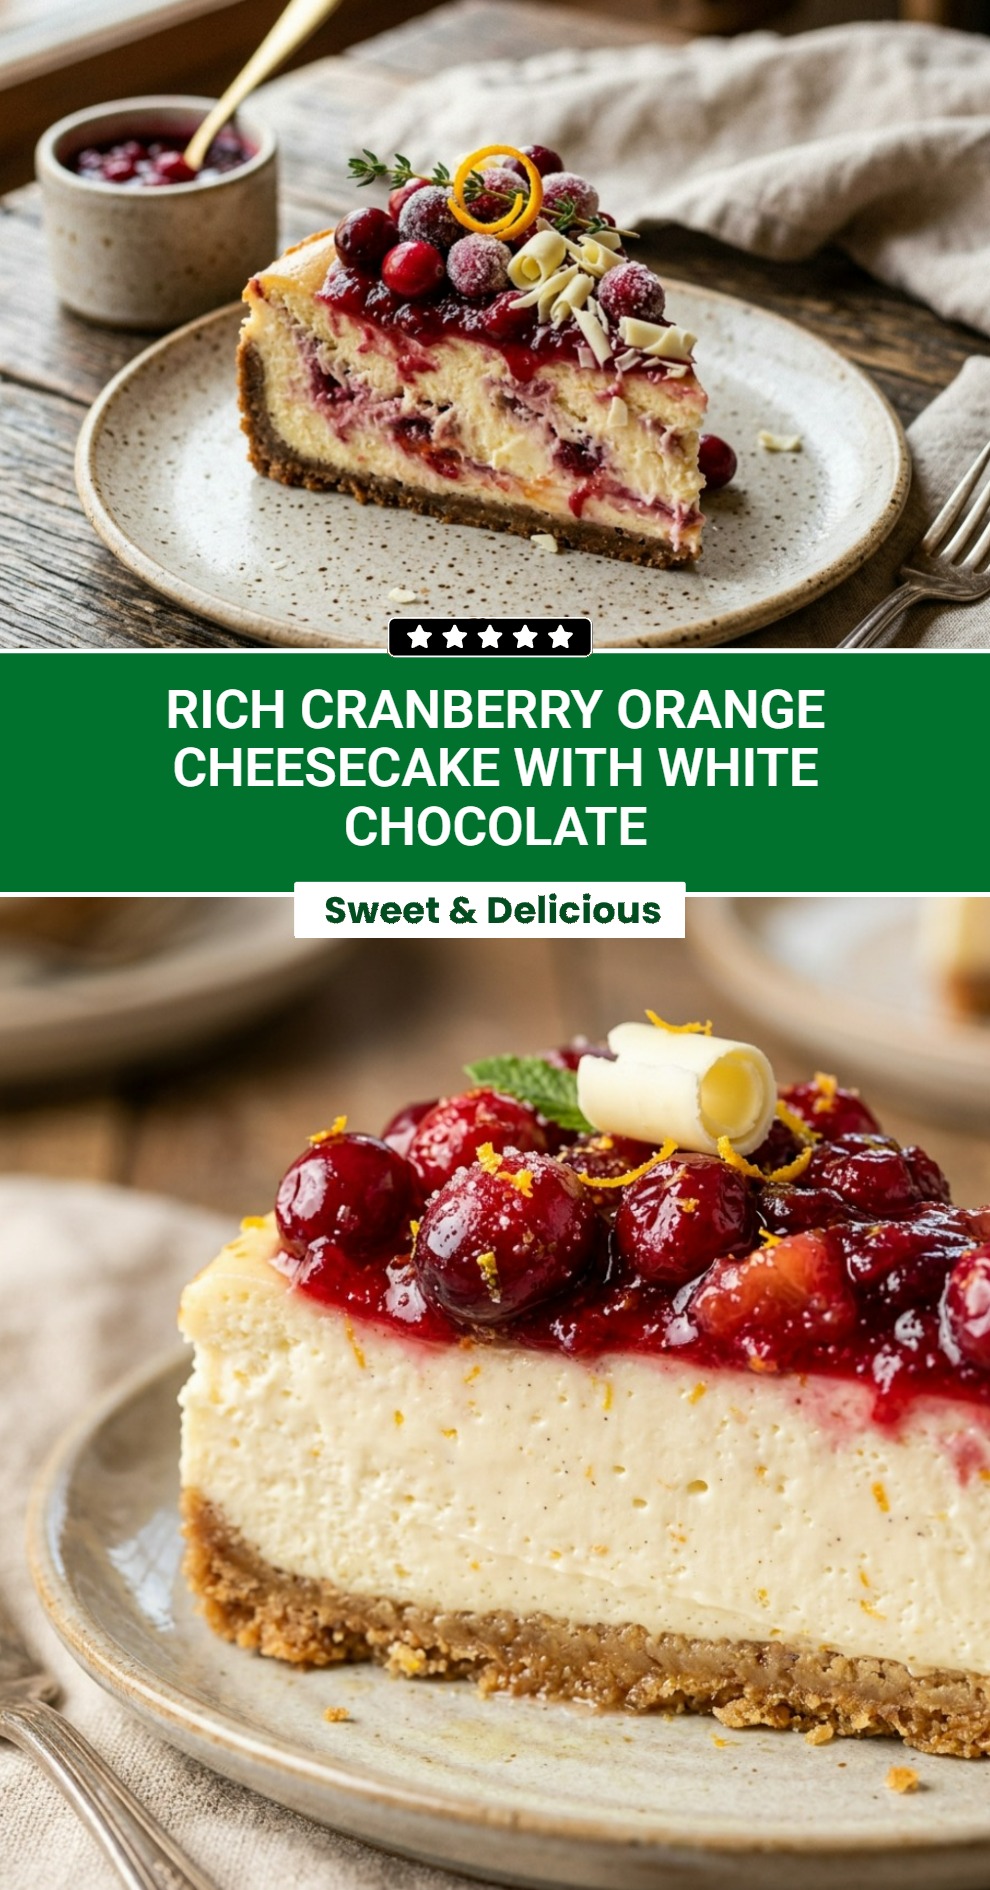 RICH CRANBERRY ORANGE
CHEESECAKE WITH WHITE
CHOCOLATE
Sweet & Delicious